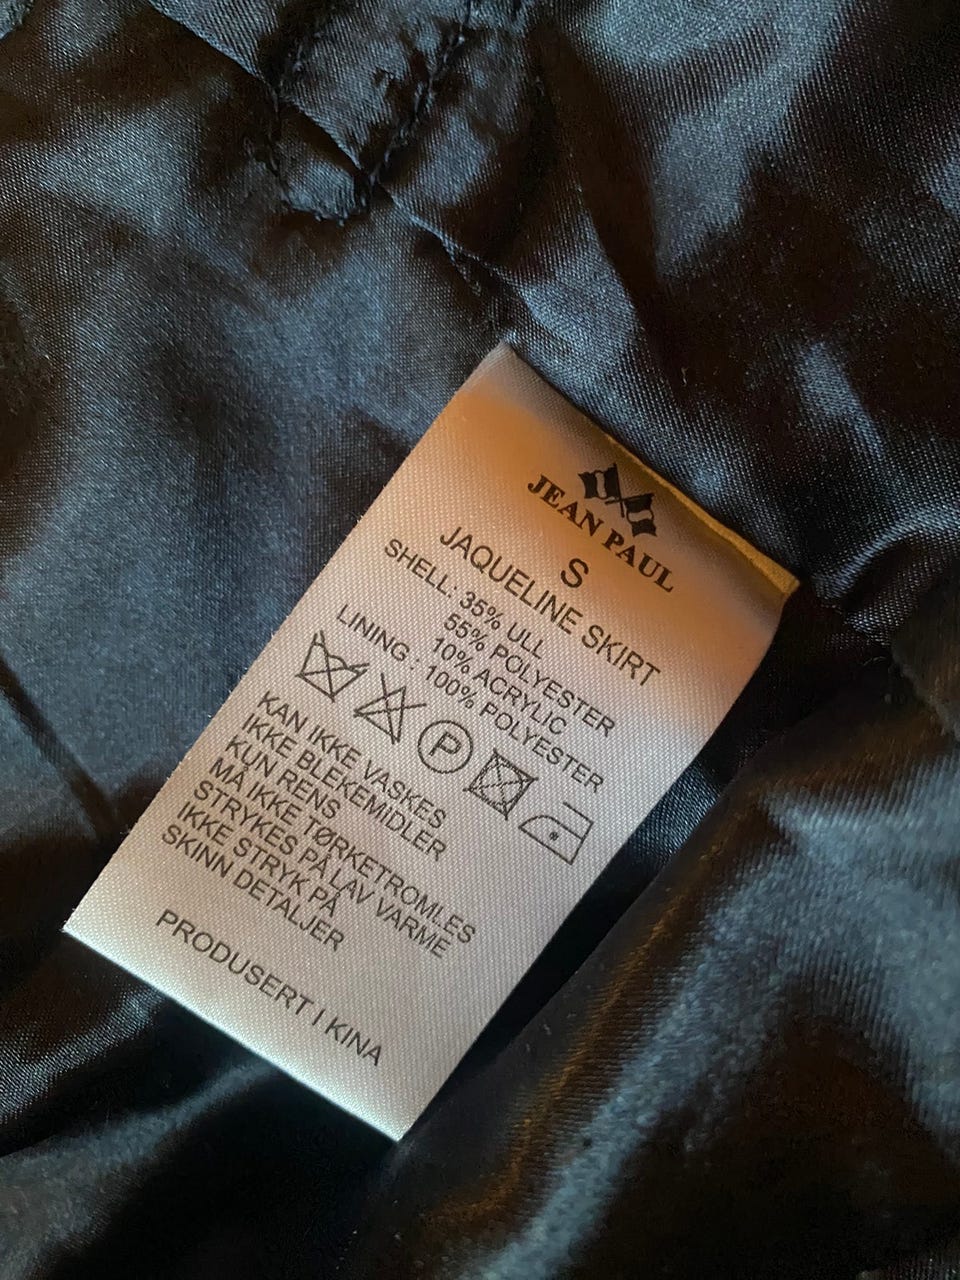 JEAN PAUL
S
JAQUELINE SKIRT
SHELL: 35% ULL
55% POLYESTER
10% ACRYLIC
LINING : 100% POLYESTER
P
KAN IKKE VASKES
IKKE BLEKEMIDLER
KUN RENS
MÅ IKKE TØRKETROMLES
STRYKES PÅ LAV VARME
IKKE STRYK PÅ
SKINN DETALJER
PRODUSERT I KINA